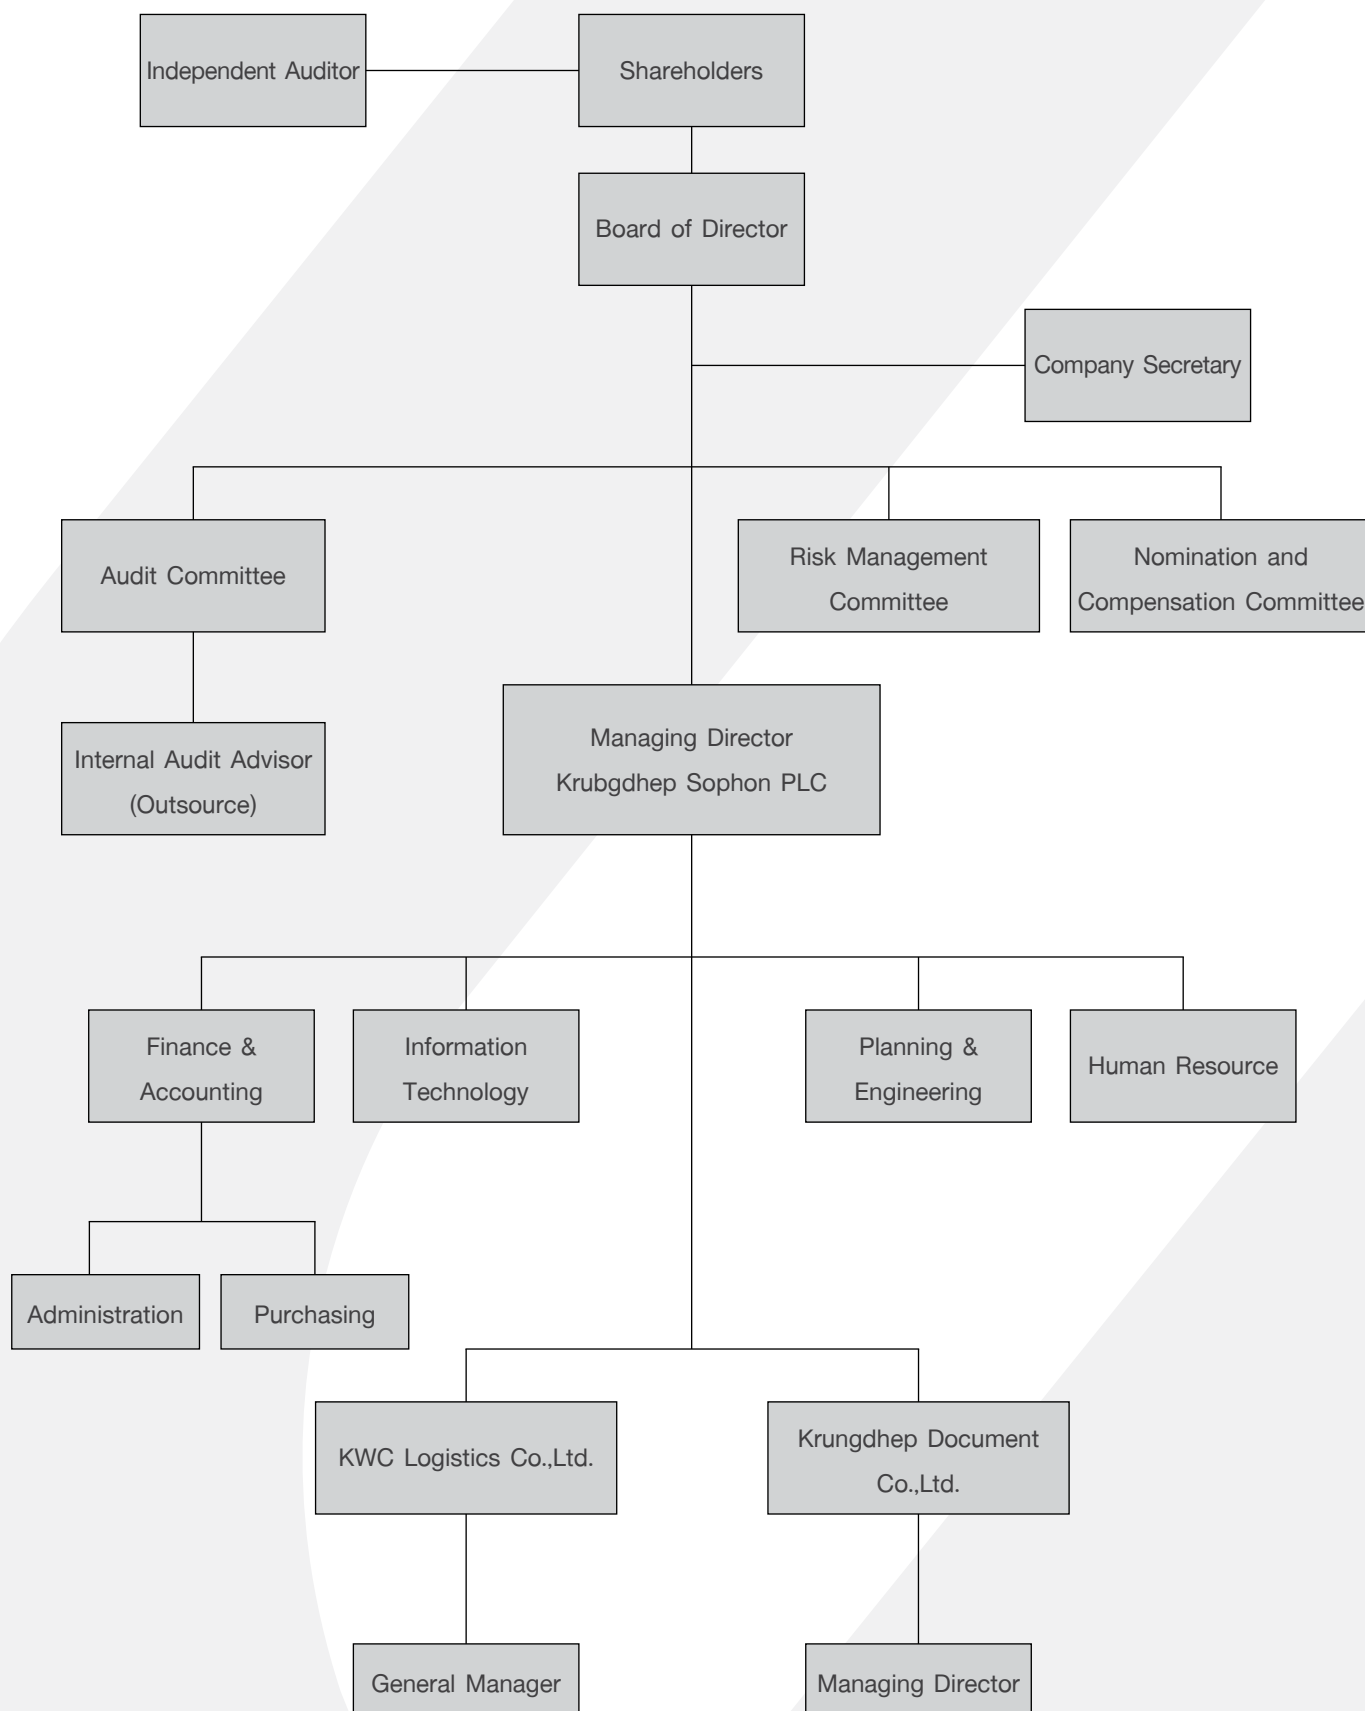 Independent Auditor
Shareholders
Board of Director
Company Secretary
Audit Committee
Risk Management
Committee
Nomination and
Compensation Committee
Internal Audit Advisor
(Outsource)
Managing Director
Krubgdhep Sophon PLC
Finance &
Accounting
Information
Technology
Planning &
Engineering
Human Resource
Administration
Purchasing
KWC Logistics Co.,Ltd.
Krungdhep Document
Co.,Ltd.
General Manager
Managing Director